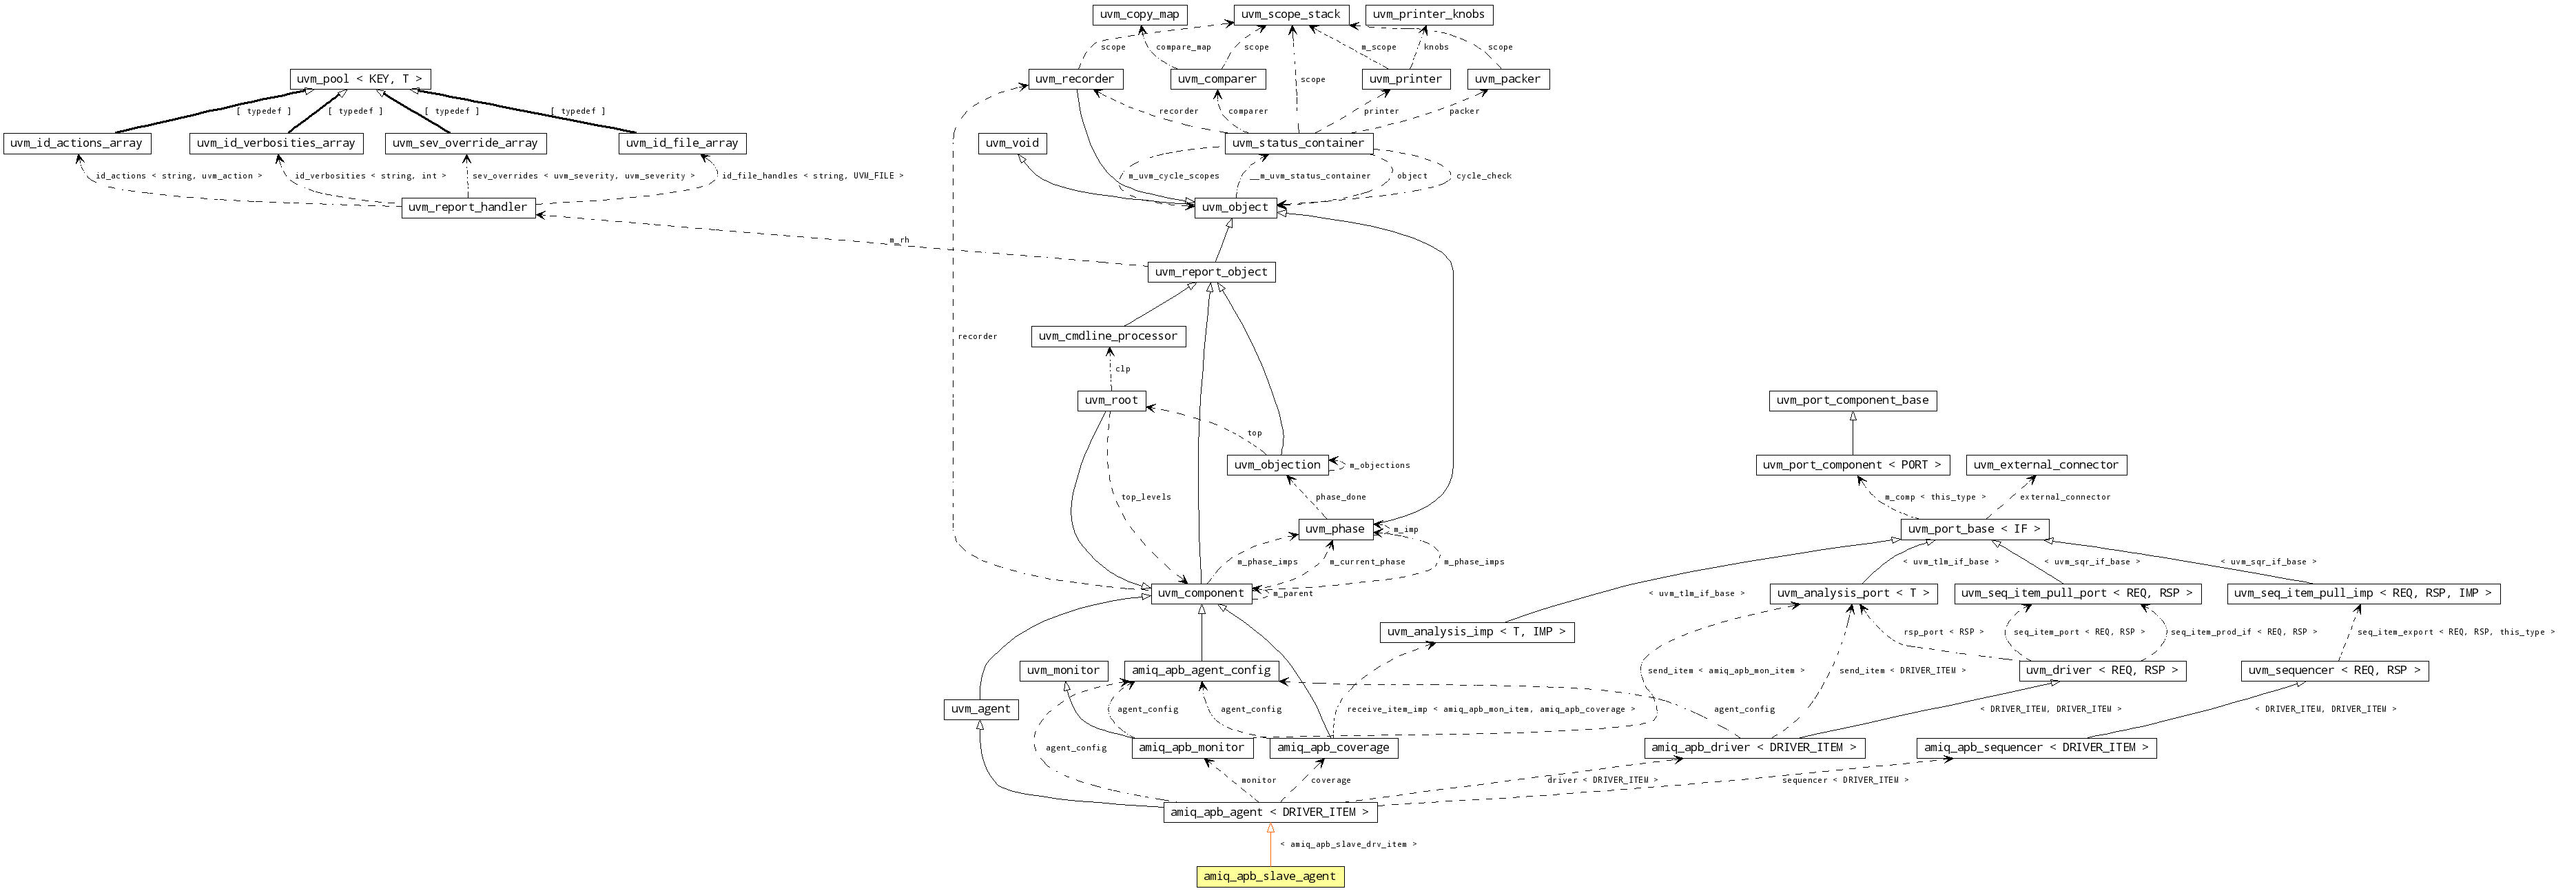 uvm_copy_map
uvm_scope_stack
uvm_printer_knobs
scope
compare_map
scope
m_scope
knobs
scope
uvm_pool < KEY, T >
uvm_recorder
uvm_comparer
scope
uvm_printer
uvm_packer
[ typedef ]
[ typedef ]
[ typedef ]
[ typedef ]
recorder
comparer
printer
packer
uvm_id_actions_array
uvm_id_verbosities_array
uvm_sev_override_array
uvm_id_file_array
uvm_void
uvm_status_container
id_actions < string, uvm_action >
id_verbosities < string, int >
sev_overrides < uvm_severity, uvm_severity >
id_file_handles < string, UVM_FILE >
m_uvm_cycle_scopes
__m_uvm_status_container
object
cycle_check
uvm_report_handler
uvm_object
m_rh
uvm_report_object
recorder
uvm_cmdline_processor
clp
uvm_root
uvm_port_component_base
top
uvm_objection
m_objections
uvm_port_component < PORT >
uvm_external_connector
top_levels
phase_done
m_comp < this_type >
external_connector
uvm_phase
m_imp
uvm_port_base < IF >
m_phase_imps
m_current_phase
m_phase_imps
< uvm_tlm_if_base >
< uvm_sqr_if_base >
< uvm_sqr_if_base >
uvm_component
m_parent
< uvm_tlm_if_base >
uvm_analysis_port < T >
uvm_seq_item_pull_port < REQ, RSP >
uvm_seq_item_pull_imp < REQ, RSP, IMP >
uvm_analysis_imp < T, IMP >
rsp_port < RSP >
seq_item_port < REQ, RSP >
seq_item_prod_if < REQ, RSP >
seq_item_export < REQ, RSP, this_type >
uvm_monitor
amiq_apb_agent_config
send_item < amiq_apb_mon_item >
send_item < DRIVER_ITEM >
uvm_driver < REQ, RSP >
uvm_sequencer < REQ, RSP >
uvm_agent
agent_config
agent_config
receive_item_imp < amiq_apb_mon_item, amiq_apb_coverage >
agent_config
< DRIVER_ITEM, DRIVER_ITEM >
< DRIVER_ITEM, DRIVER_ITEM >
agent_config
amiq_apb_monitor
amiq_apb_coverage
amiq_apb_driver < DRIVER_ITEM >
amiq_apb_sequencer < DRIVER_ITEM >
monitor
coverage
driver < DRIVER_ITEM >
sequencer < DRIVER_ITEM >
amiq_apb_agent < DRIVER_ITEM >
< amiq_apb_slave_drv_item >
amiq_apb_slave_agent